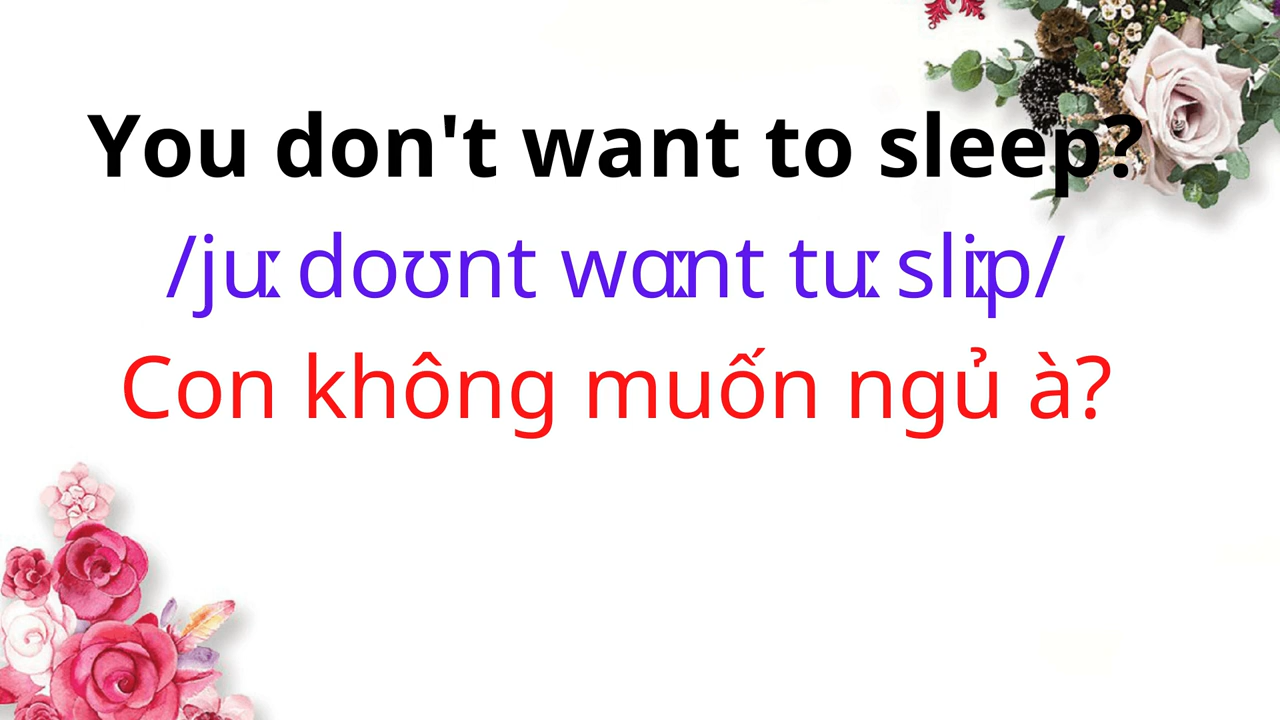 You don't want to sleep?
/juː doʊnt wɑːnt tuː sliːp/
Con không muốn ngủ à?